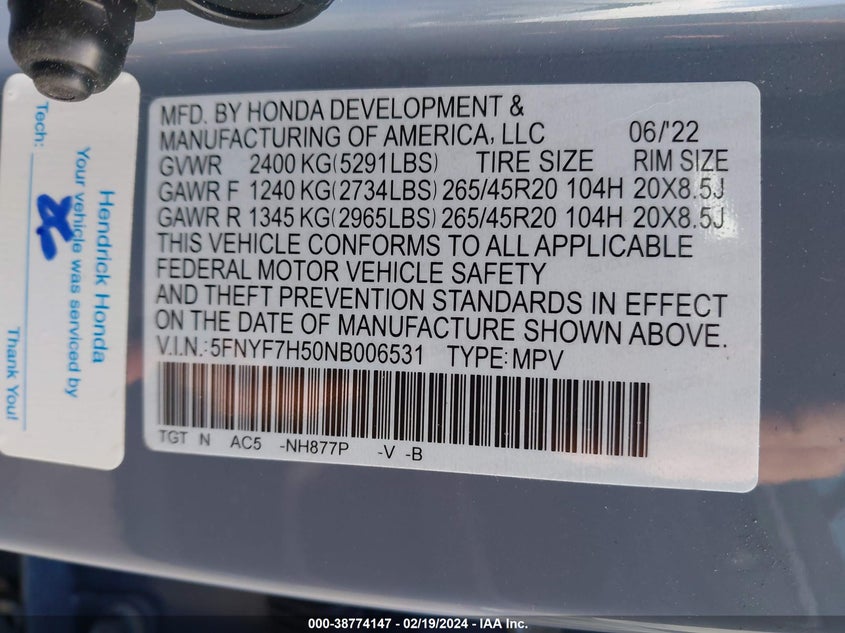 MFD. BY HONDA DEVELOPMENT &
MANUFACTURING OF AMERICA, LLC 06/'22
GVWR 2400 KG(5291LBS) TIRE SIZE RIM SIZE
GAWR F 1240 KG(2734LBS) 265/45R20 104H 20X8.5J
GAWR R 1345 KG(2965LBS) 265/45R20 104H 20X8.5J
THIS VEHICLE CONFORMS TO ALL APPLICABLE
FEDERAL MOTOR VEHICLE SAFETY
AND THEFT PREVENTION STANDARDS IN EFFECT
ON THE DATE OF MANUFACTURE SHOWN ABOVE.
V.I.N.:5FNYF7H50NB006531 TYPE:MPV
TGT N AC5 -NH877P -V -B
Hendrick Honda
Your vehicle was serviced by
Tech:
Thank You!
000-38774147 - 02/19/2024 - IAA Inc.